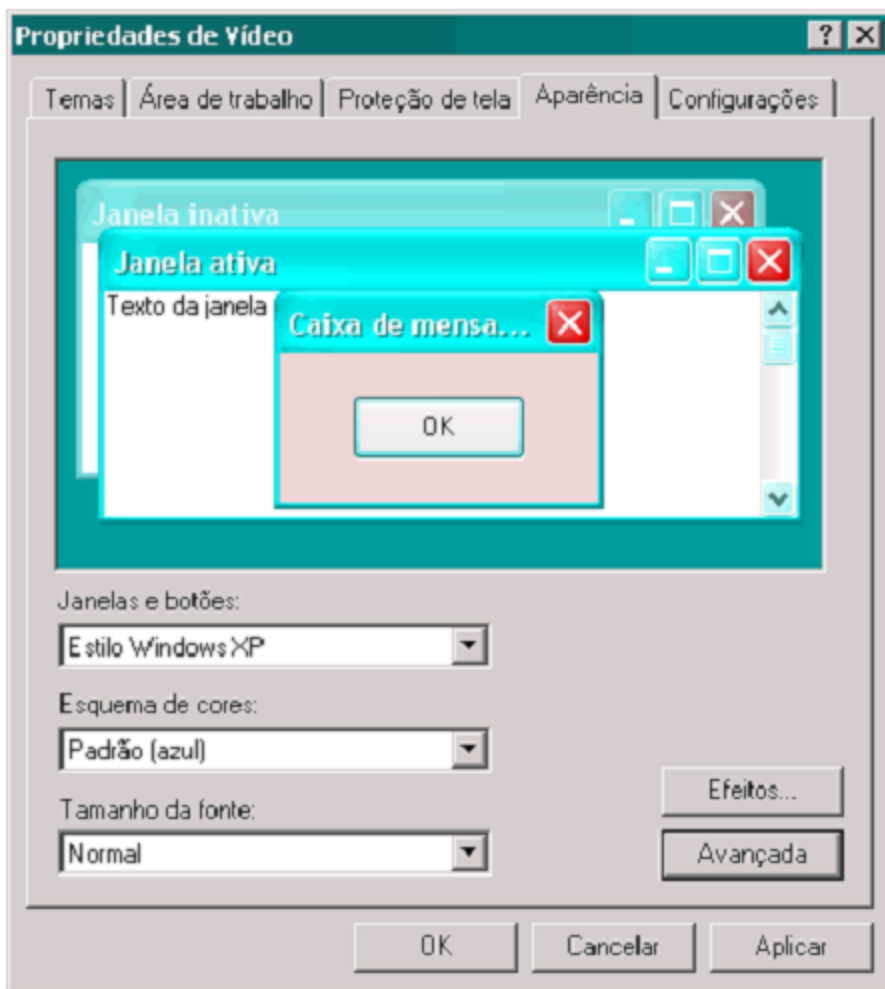 Propriedades de Vídeo
Temas
Área de trabalho
Proteção de tela
Aparência
Configurações
Janela inativa
Janela ativa
Texto da janela
Caixa de mensa...
OK
Janelas e botões:
Estilo Windows XP
Esquema de cores:
Padrão (azul)
Tamanho da fonte:
Normal
Efeitos...
Avançada
OK
Cancelar
Aplicar